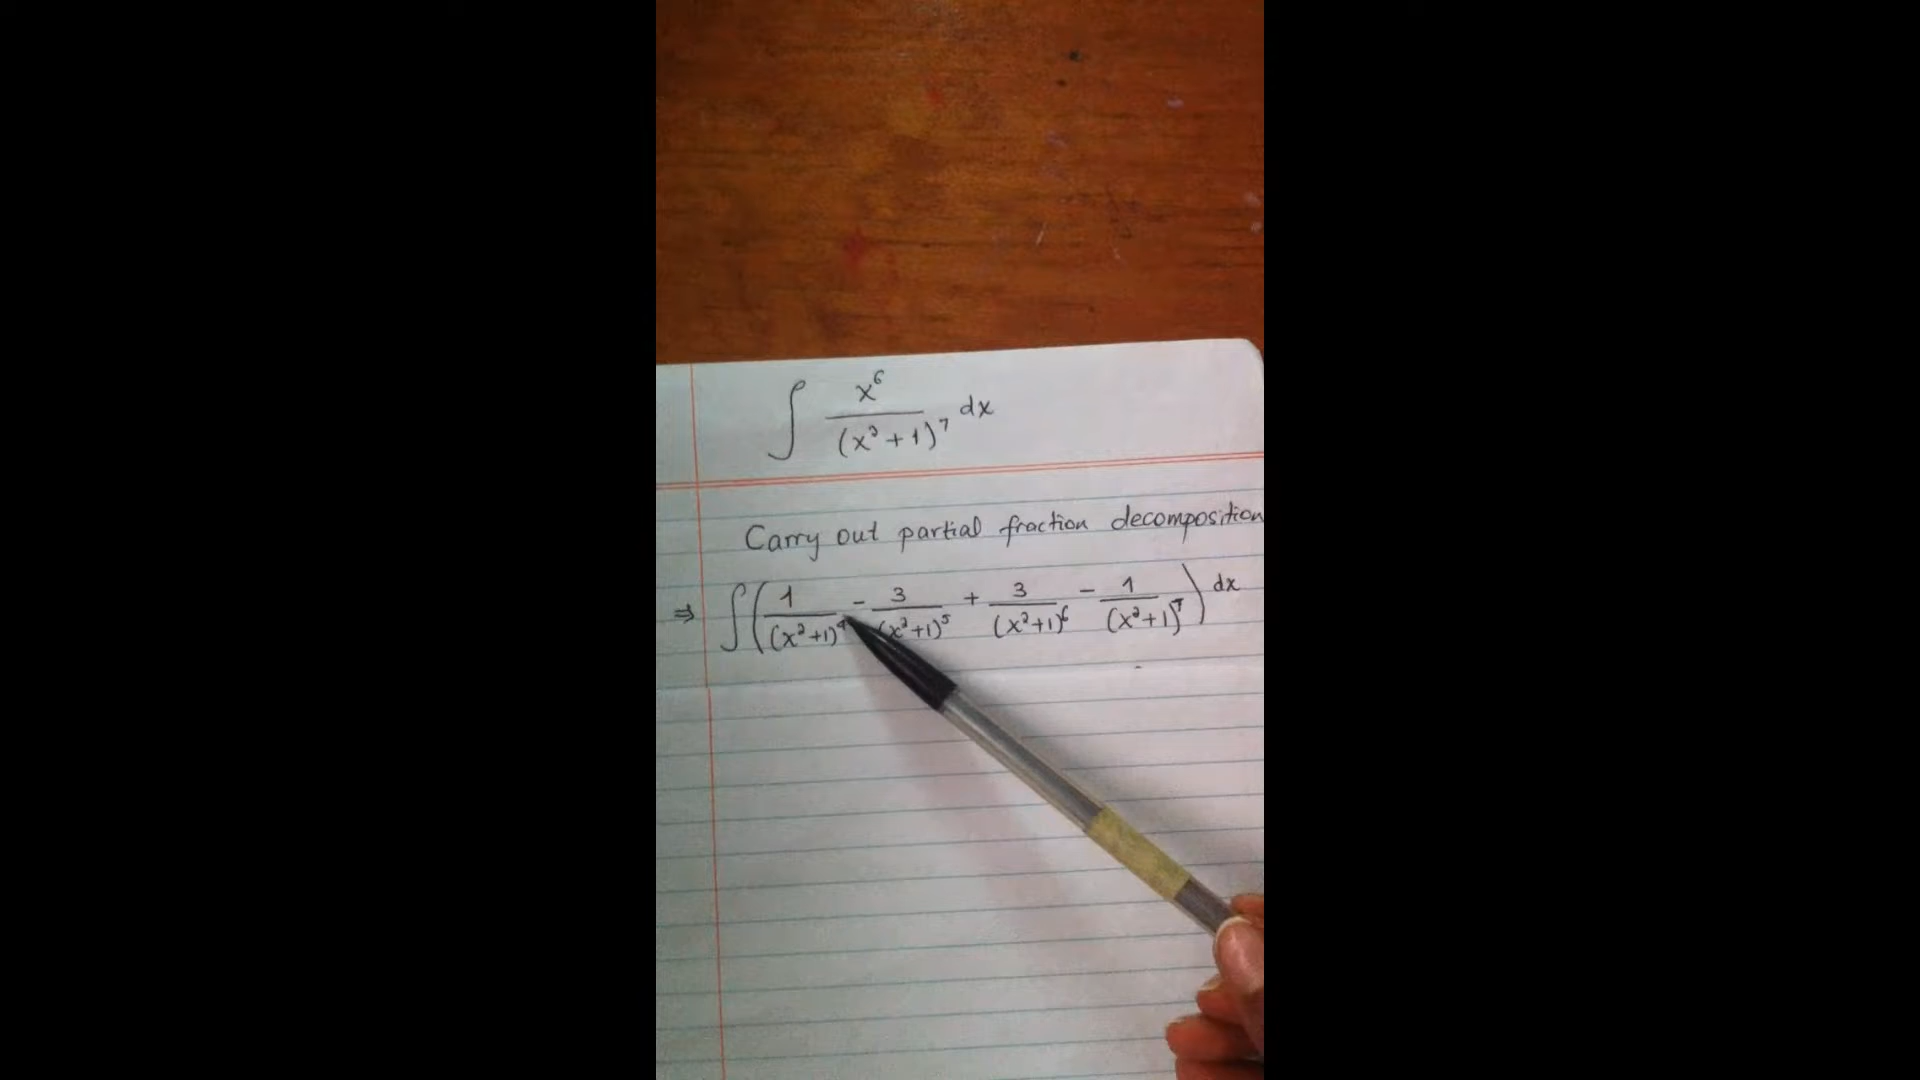 ∫ x⁶/(x²+1)⁷ dx
Carry out partial fraction decomposition
⇒ ∫(1/(x²+1)⁴ - 3/(x²+1)⁵ + 3/(x²+1)⁶ - 1/(x²+1)⁷) dx